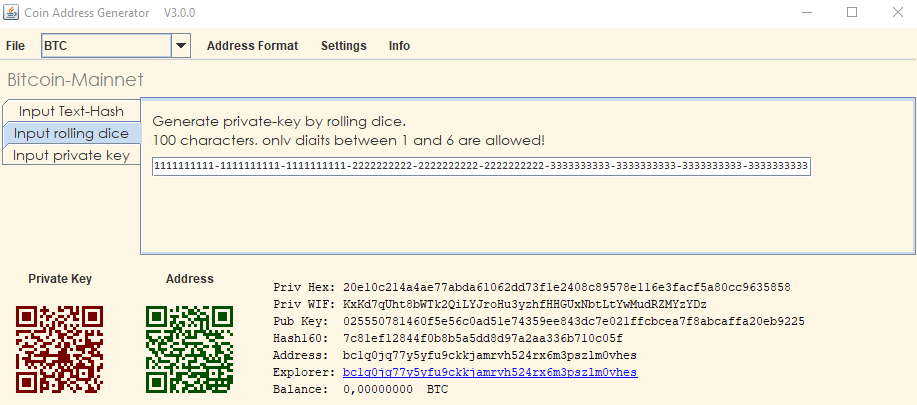 Coin Address Generator V3.0.0
File BTC Address Format Settings Info
Bitcoin-Mainnet
Input Text-Hash
Input rolling dice
Input private key
Generate private-key by rolling dice.
100 characters, only digits between 1 and 6 are allowed!
1111111111-1111111111-1111111111-2222222222-2222222222-2222222222-3333333333-3333333333-3333333333-3333333333
Private Key
Address
Priv Hex: 20e10c214a4ae77abda61062dd73f1e2408c89578e116e3facf5a80cc9635858
Priv WIF: KxKd7qUht8bWTk2QiLYJroHu3yzhfHHGUxNbtLtYwMudRZMYzYDz
Pub Key: 025550781460f5e56c0ad51e74359ee843dc7e021ffcbcea7f8abcaffa20eb9225
Hash160: 7c81ef12844f0b8b5a5dd8d97a2aa336b710c05f
Address: bc1q0jq77y5yfu9ckkjamrvh524rx6m3pszlm0vhes
Explorer: bc1q0jq77y5yfu9ckkjamrvh524rx6m3pszlm0vhes
Balance: 0,00000000 BTC